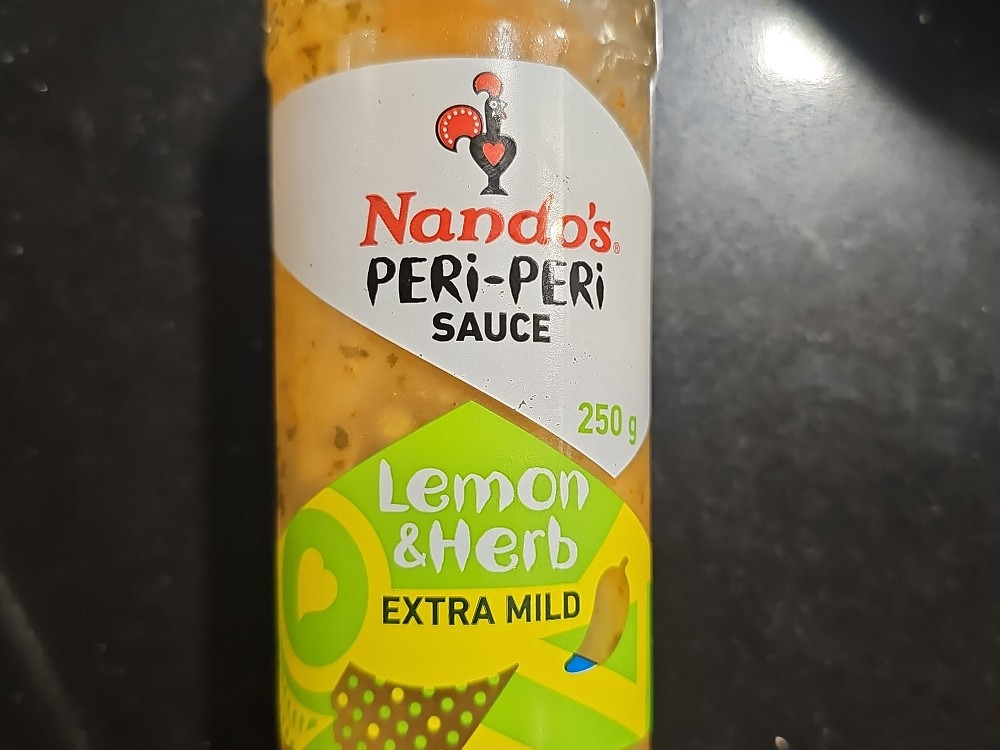 Nando's®
PERi-PERi
SAUCE
250 g
Lemon
&Herb
EXTRA MILD